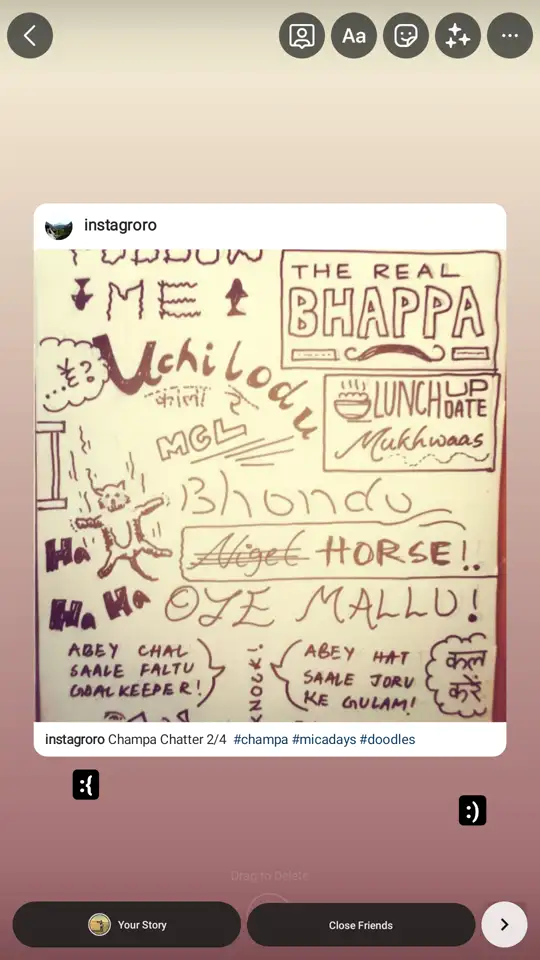 Aa
instagroro
FOLLOW
ME
THE REAL
BHAPPA
¥?
Uchilodu
LUNCH UP
DATE
Mukhwaas
MCL
I
Bhondu
Ha
Nigel HORSE!..
Ha Ha
OYE MALLU!
ABEY CHAL
SAALE FALTU
GOALKEEPER!
KNOCK!
ABEY HAT
SAALE JORU
KE GULAM!
कल
करें
instagroro Champa Chatter 2/4 #champa #micadays #doodles
:{
:)
Drag to Delete
Your Story
Close Friends